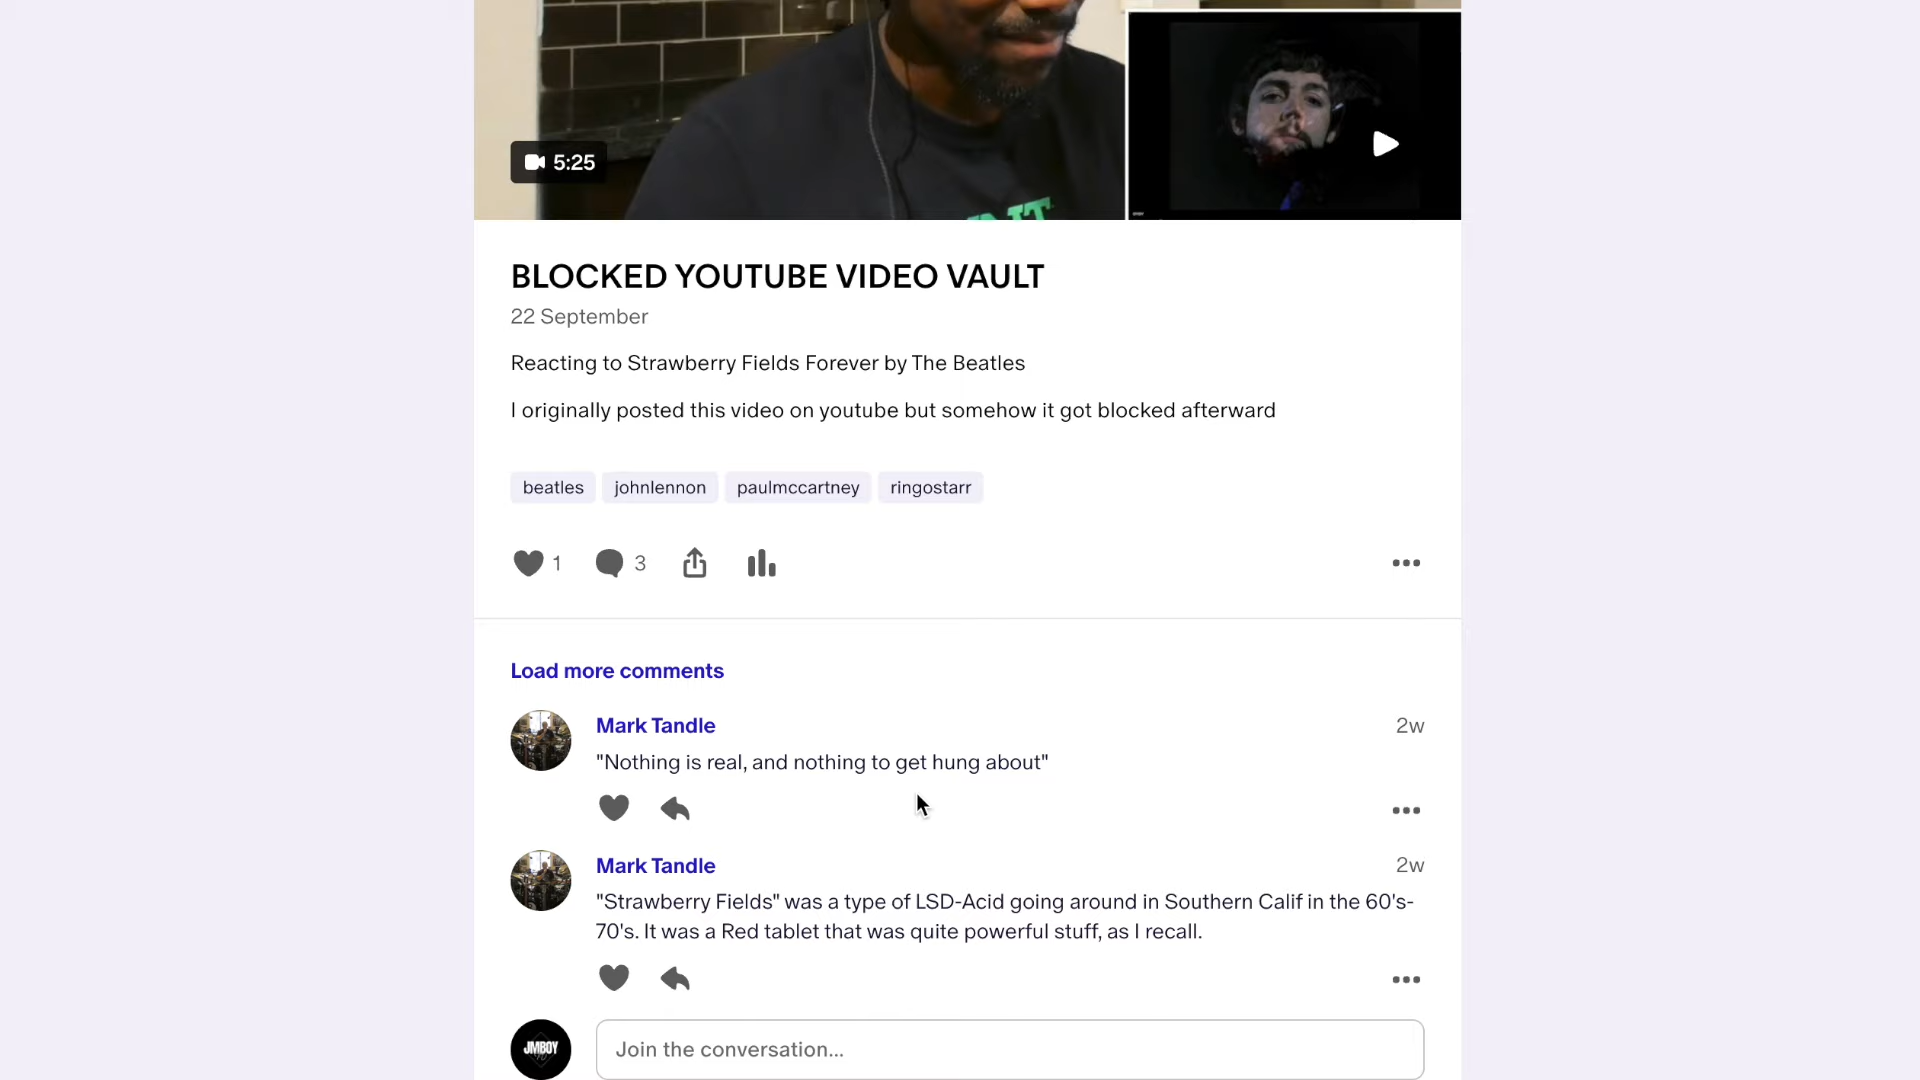 5:25
BLOCKED YOUTUBE VIDEO VAULT
22 September
Reacting to Strawberry Fields Forever by The Beatles
I originally posted this video on youtube but somehow it got blocked afterward
beatles johnlennon paulmccartney ringostarr
1 3
Load more comments
Mark Tandle 2w
"Nothing is real, and nothing to get hung about"
Mark Tandle 2w
"Strawberry Fields" was a type of LSD-Acid going around in Southern Calif in the 60's-
70's. It was a Red tablet that was quite powerful stuff, as I recall.
JMBOY
Join the conversation...